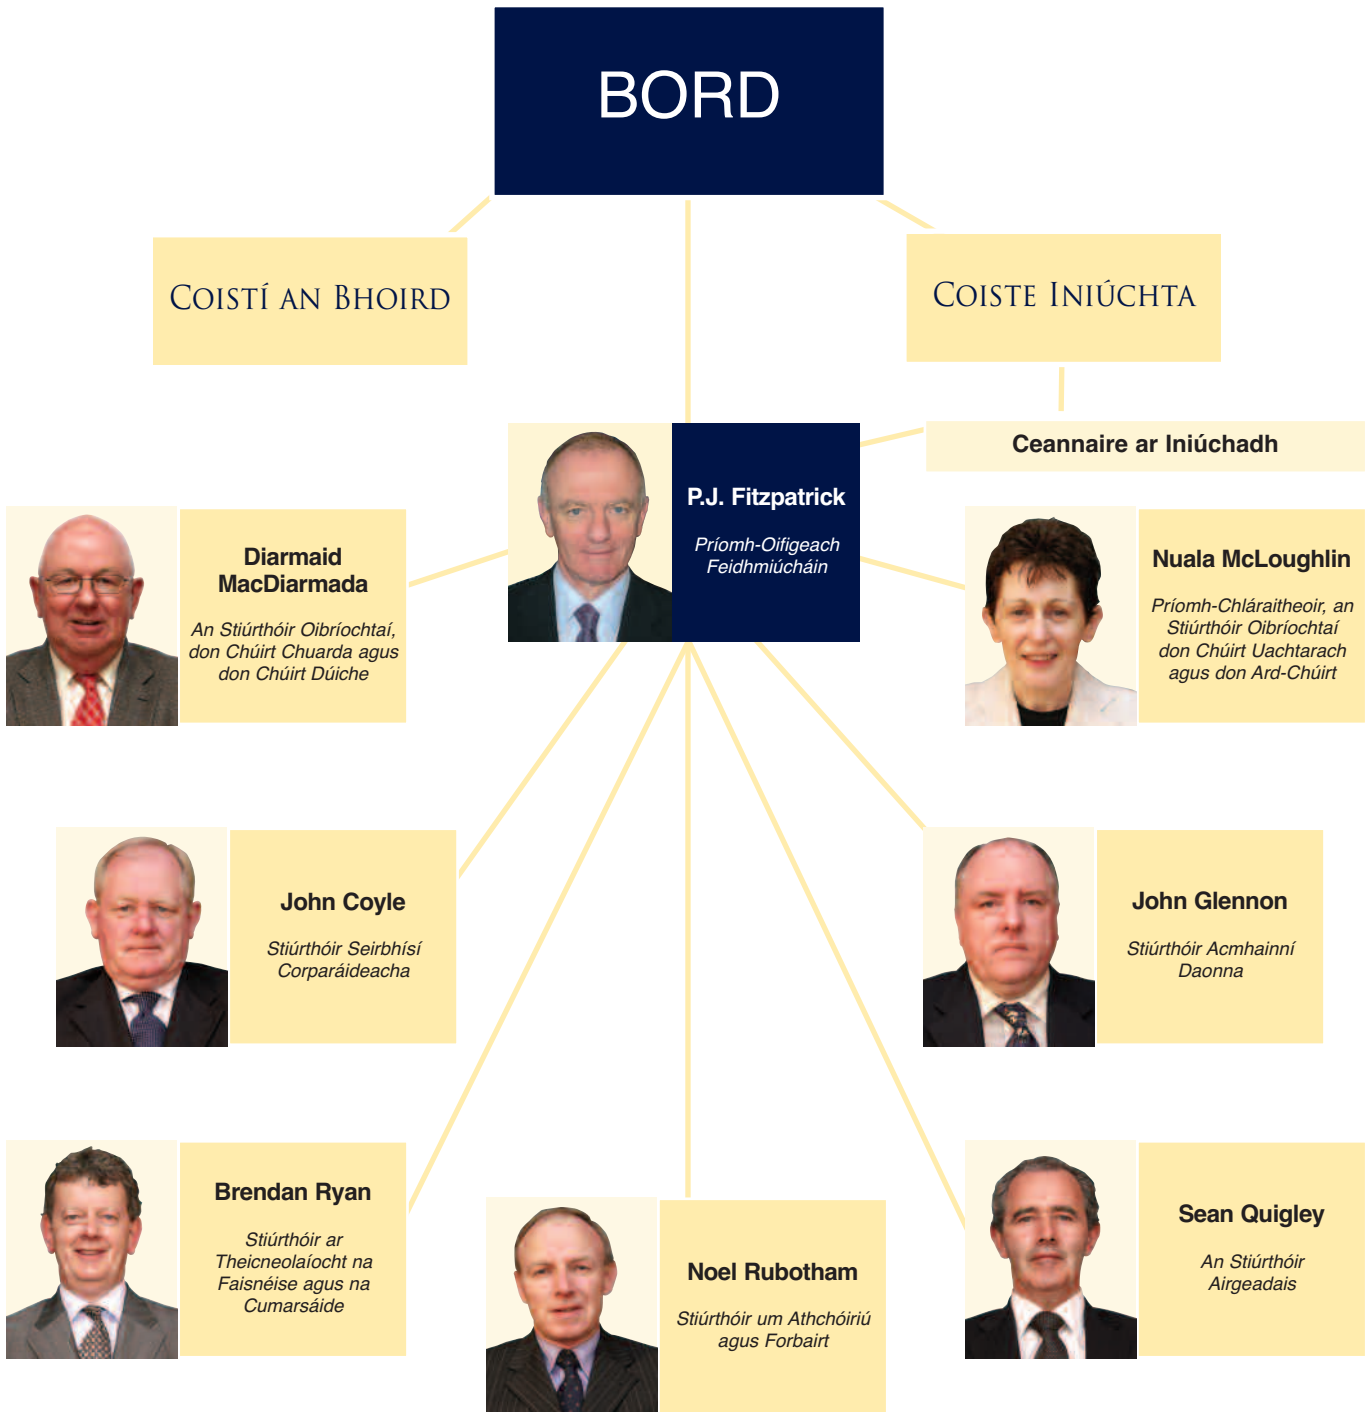 BORD
COISTÍ AN BHOIRD
COISTE INIÚCHTA
Ceannaire ar Iniúchadh
P.J. Fitzpatrick
Príomh-Oifigeach
Feidhmiúcháin
Diarmaid
MacDiarmada
An Stiúrthóir Oibríochtaí,
don Chúirt Chuarda agus
don Chúirt Dúiche
Nuala McLoughlin
Príomh-Chláraitheoir, an
Stiúrthóir Oibríochtaí
don Chúirt Uachtarach
agus don Ard-Chúirt
John Coyle
Stiúrthóir Seirbhísí
Corparáideacha
John Glennon
Stiúrthóir Acmhainní
Daonna
Brendan Ryan
Stiúrthóir ar
Theicneolaíocht na
Faisnéise agus na
Cumarsáide
Noel Rubotham
Stiúrthóir um Athchóiriú
agus Forbairt
Sean Quigley
An Stiúrthóir
Airgeadais